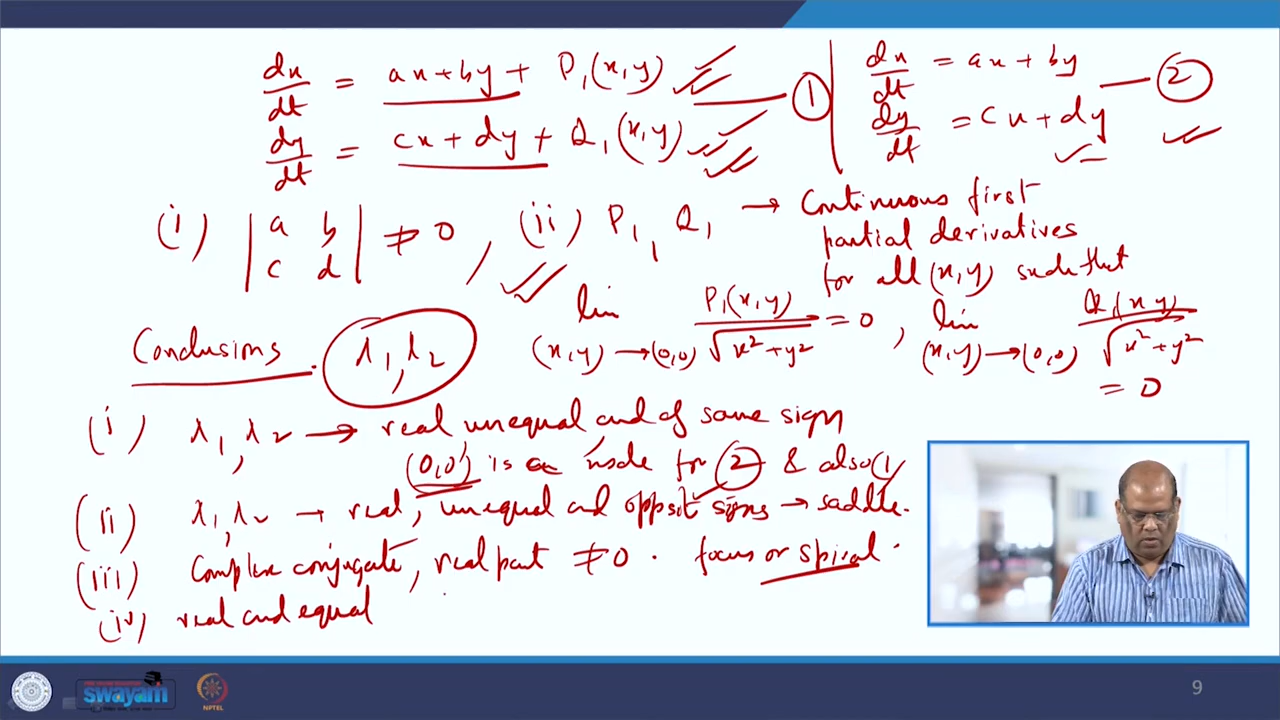 dx/dt = ax + by + P₁(x,y) — ①
dy/dt = cx + dy + Q₁(x,y)
dx/dt = ax + by — ②
dy/dt = cx + dy
(i) | a b | ≠ 0 , (ii) P₁, Q₁ → Continuous first
| c d |
partial derivatives
for all (x,y) such that
lim (x,y)→(0,0) P₁(x,y)/√x²+y² = 0 , lim (x,y)→(0,0) Q₁(x,y)/√x²+y² = 0
Conclusions . λ₁, λ₂
(i) λ₁, λ₂ → real unequal and of same sign
(0,0) is a node for ② & also (1)
(ii) λ₁, λ₂ → real, unequal and opposit signs → saddle.
(iii) Complex conjugate, real part ≠ 0 . focus or spiral .
(iv) real and equal
swayam
NPTEL
9